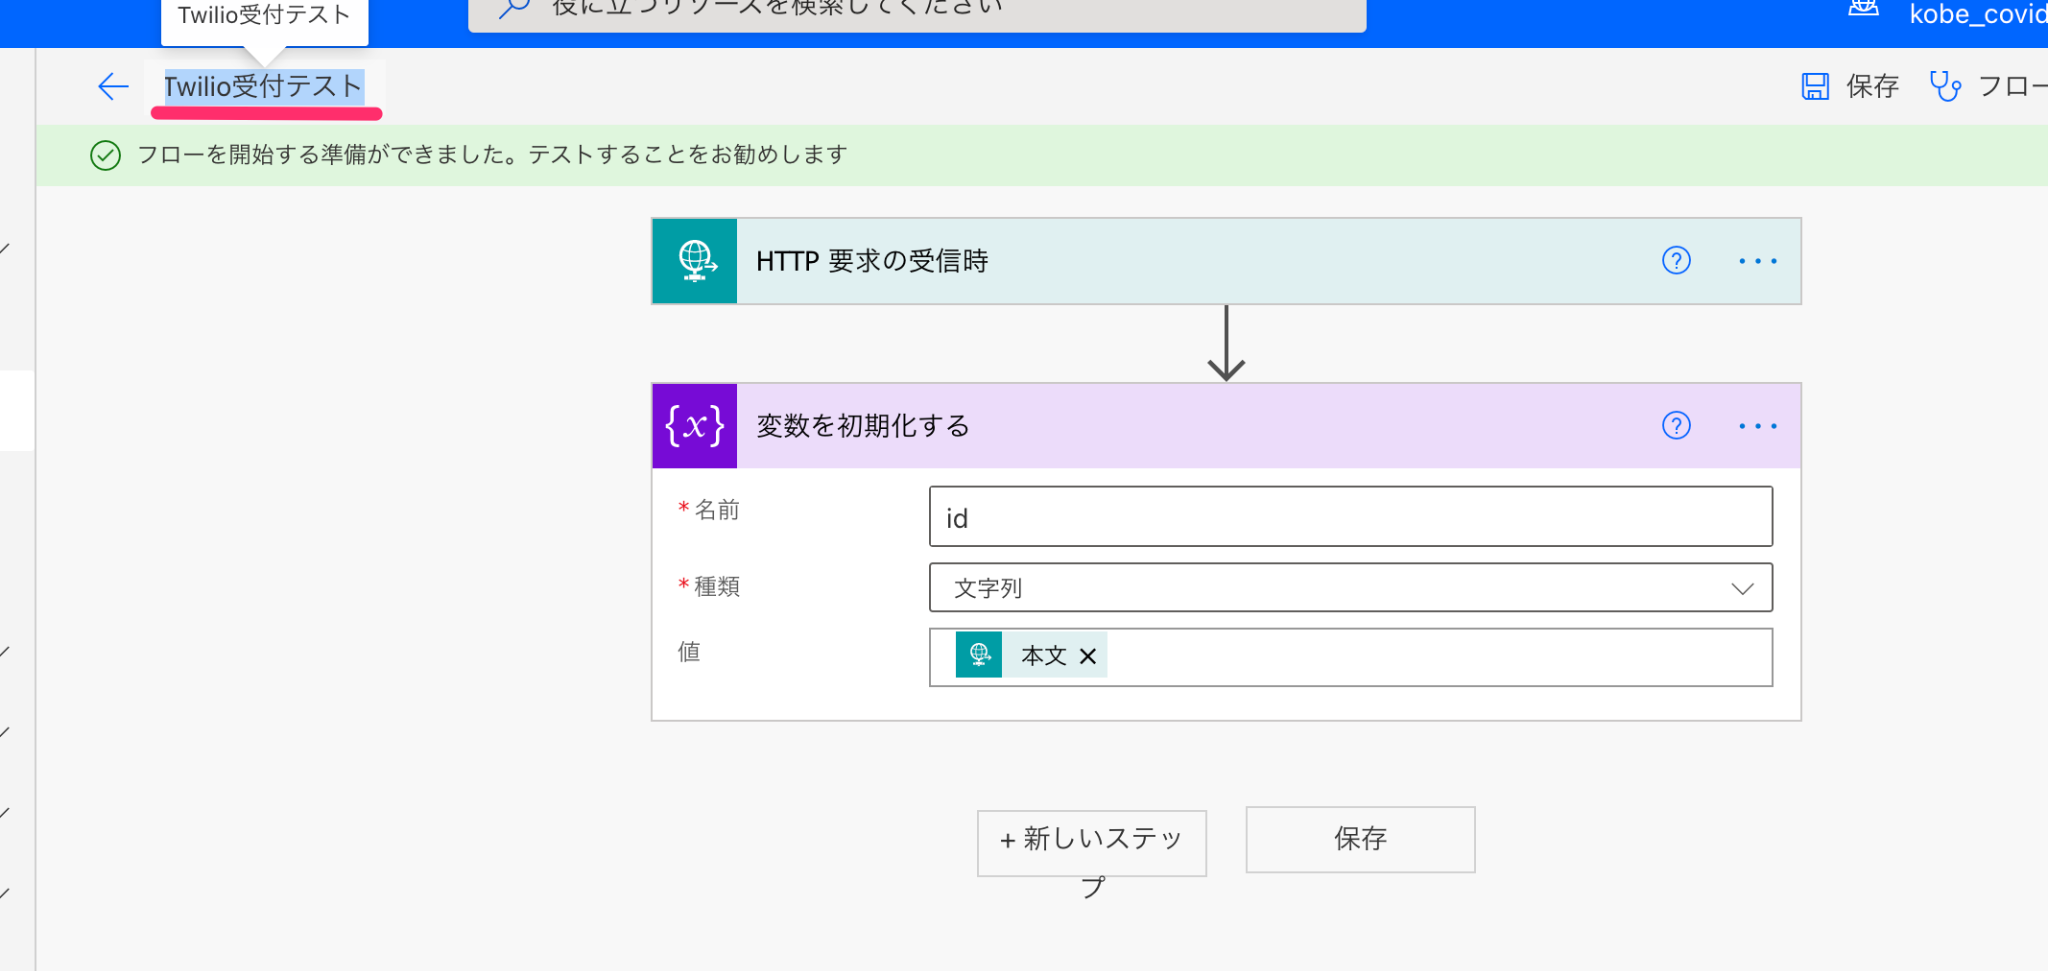 Twilio受付テスト
役に立つリソースを検索してください
kobe_covid
Twilio受付テスト
保存
フロー
フローを開始する準備ができました。テストすることをお勧めします
HTTP 要求の受信時
?
{x}
変数を初期化する
?
* 名前
id
* 種類
文字列
値
本文
+ 新しいステッ
プ
保存